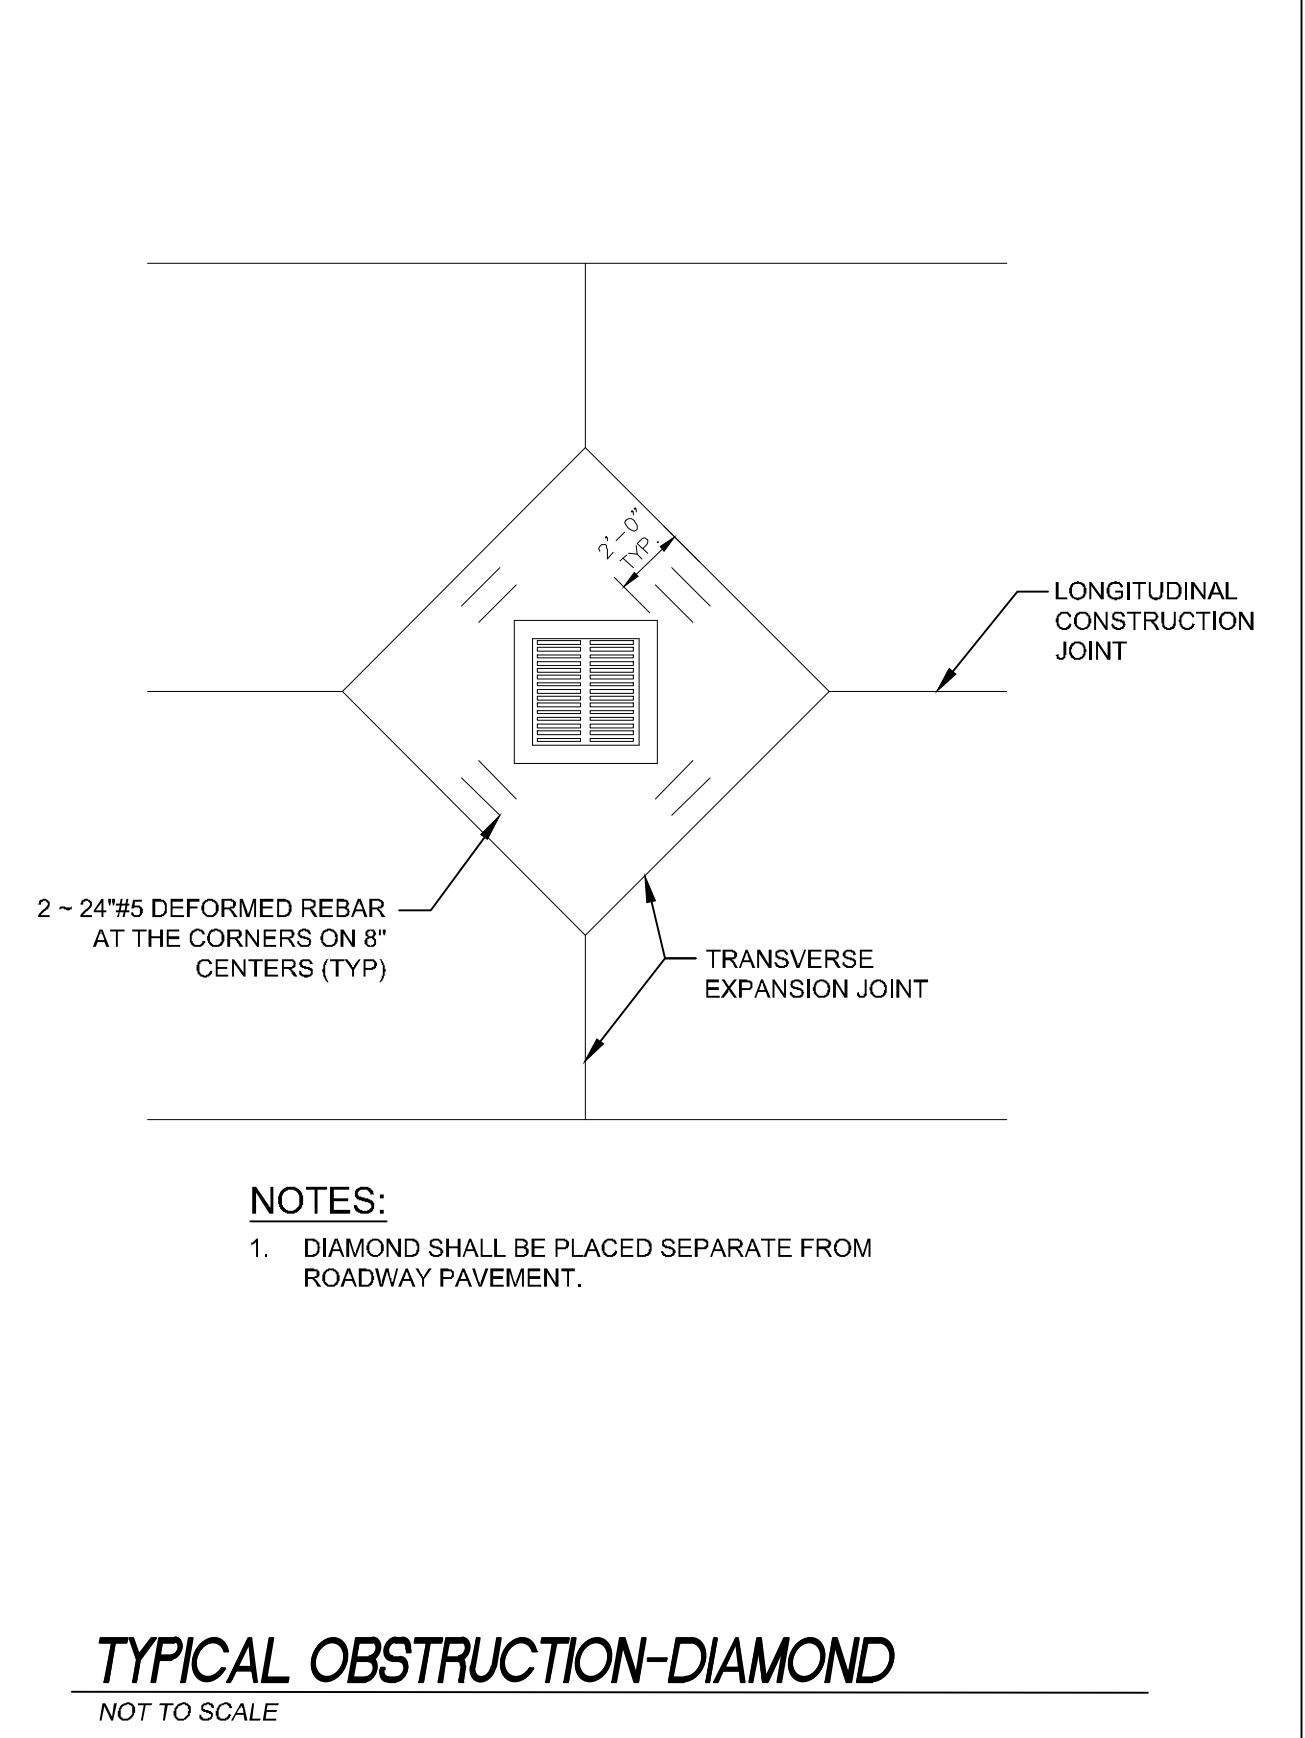 2'-0"
TYP.
LONGITUDINAL
CONSTRUCTION
JOINT
2 ~ 24"#5 DEFORMED REBAR
AT THE CORNERS ON 8"
CENTERS (TYP)
TRANSVERSE
EXPANSION JOINT
NOTES:
1. DIAMOND SHALL BE PLACED SEPARATE FROM
ROADWAY PAVEMENT.
TYPICAL OBSTRUCTION-DIAMOND
NOT TO SCALE